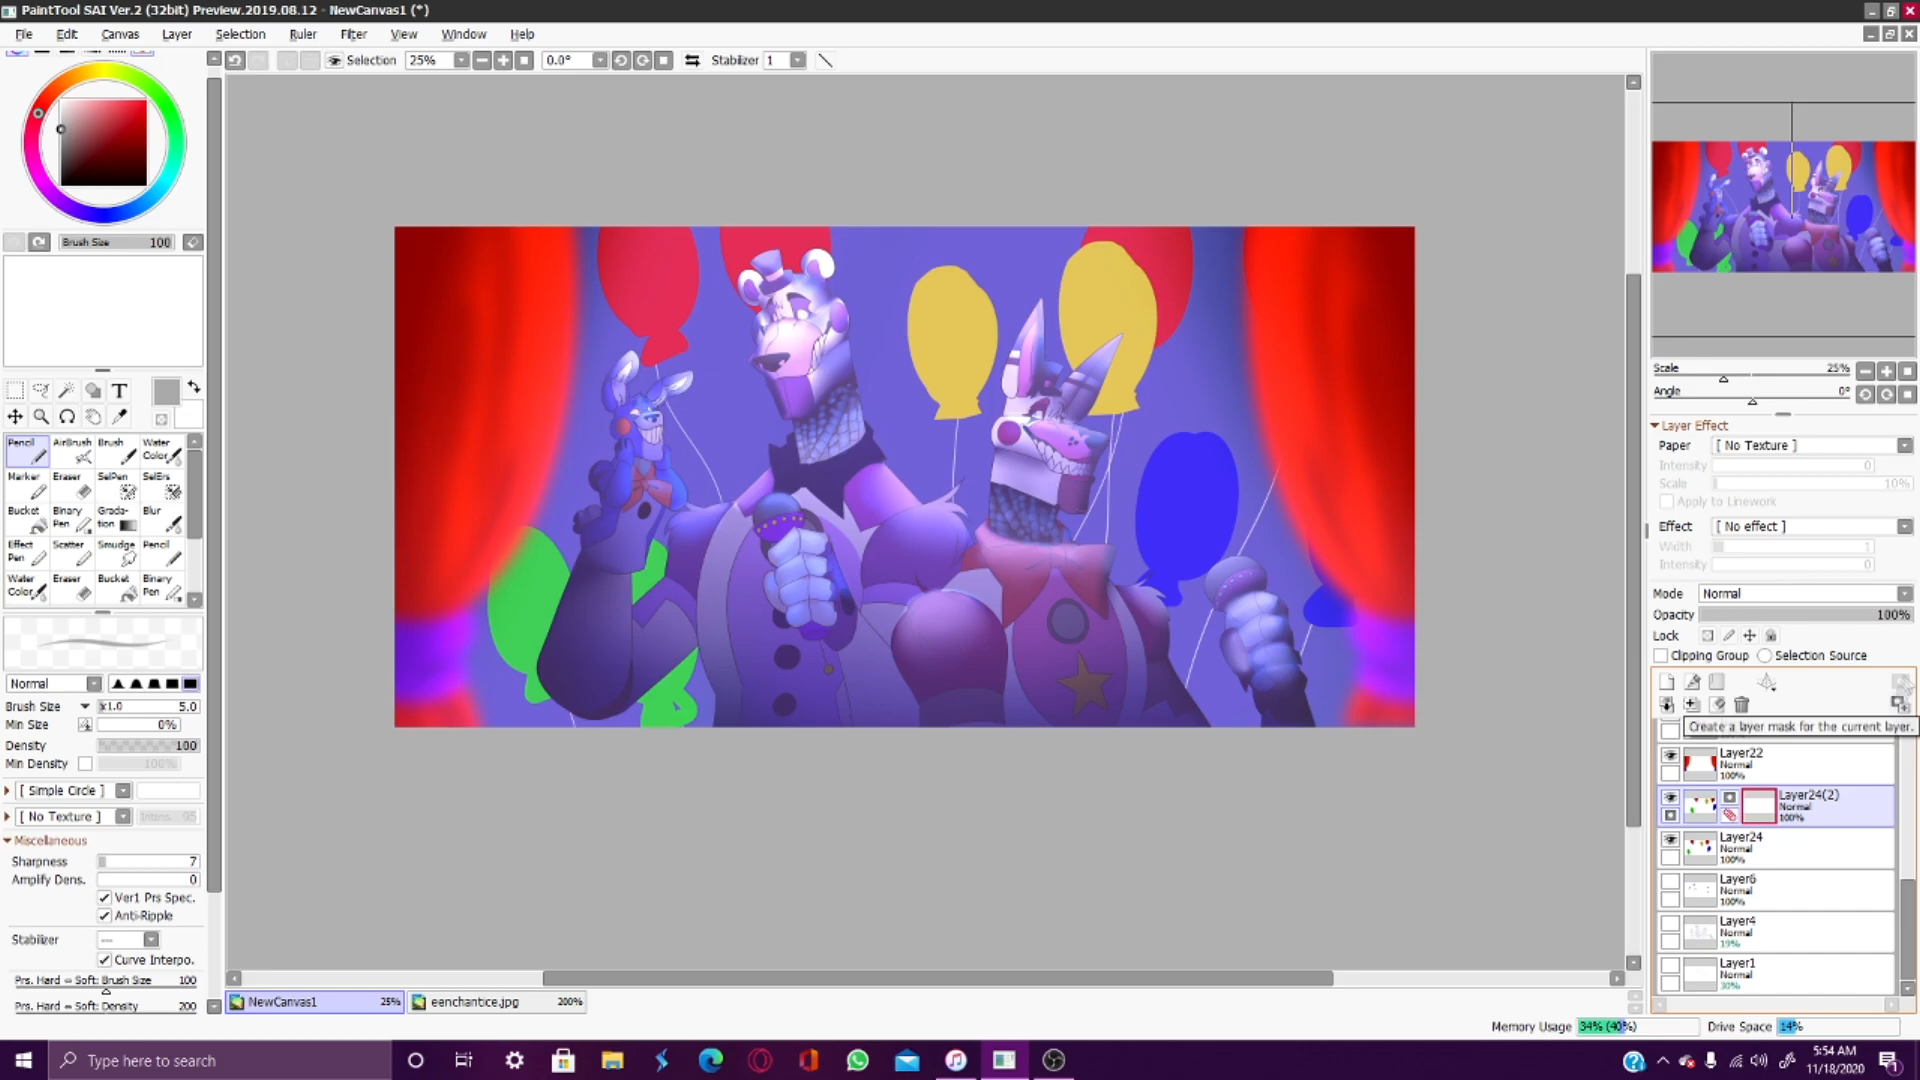 PaintTool SAI Ver.2 (32bit) Preview.2019.08.12 - NewCanvas1 (*)
File Edit Canvas Layer Selection Ruler Filter View Window Help
Selection 25% 0.0° Stabilizer 1
Brush Size 100
T
Pencil AirBrush Brush Water Color
Marker Eraser SelPen SelErs
Bucket Binary Pen Grada-tion Blur
Effect Pen Scatter Smudge Pencil
Water Color Eraser Bucket Binary Pen
Normal
Brush Size x1.0 5.0
Min Size 0%
Density 100
Min Density 100%
[ Simple Circle ]
[ No Texture ] Intens. 95
Miscellaneous
Sharpness 7
Amplify Dens. 0
Ver1 Prs Spec.
Anti-Ripple
Stabilizer ---
Curve Interpo.
Prs. Hard ⇔ Soft: Brush Size 100
Prs. Hard ⇔ Soft: Density 200
Scale 25%
Angle 0°
Layer Effect
Paper [ No Texture ]
Intensity 0
Scale 10%
Apply to Linework
Effect [ No effect ]
Width 1
Intensity 0
Mode Normal
Opacity 100%
Lock
Clipping Group Selection Source
Create a layer mask for the current layer.
Layer22
Normal
100%
Layer24(2)
Normal
100%
Layer24
Normal
100%
Layer6
Normal
100%
Layer4
Normal
19%
Layer1
Normal
30%
NewCanvas1 25% eenchantice.jpg 200%
Memory Usage 34% (40%) Drive Space 14%
Type here to search
5:54 AM
11/18/2020
1